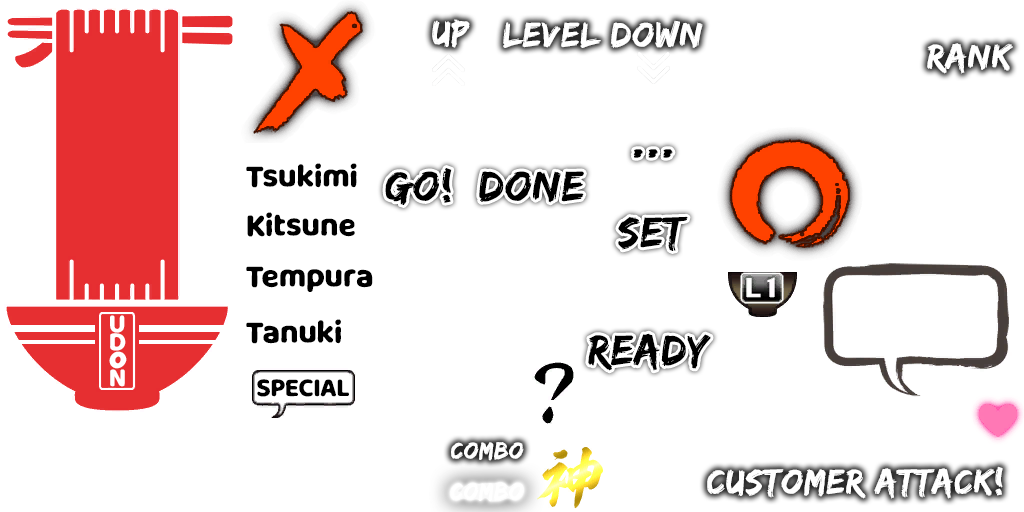 UP
LEVEL DOWN
RANK
...
Tsukimi
GO!
DONE
Kitsune
SET
Tempura
L1
UDON
Tanuki
READY
SPECIAL
?
COMBO
COMBO
神
CUSTOMER ATTACK!